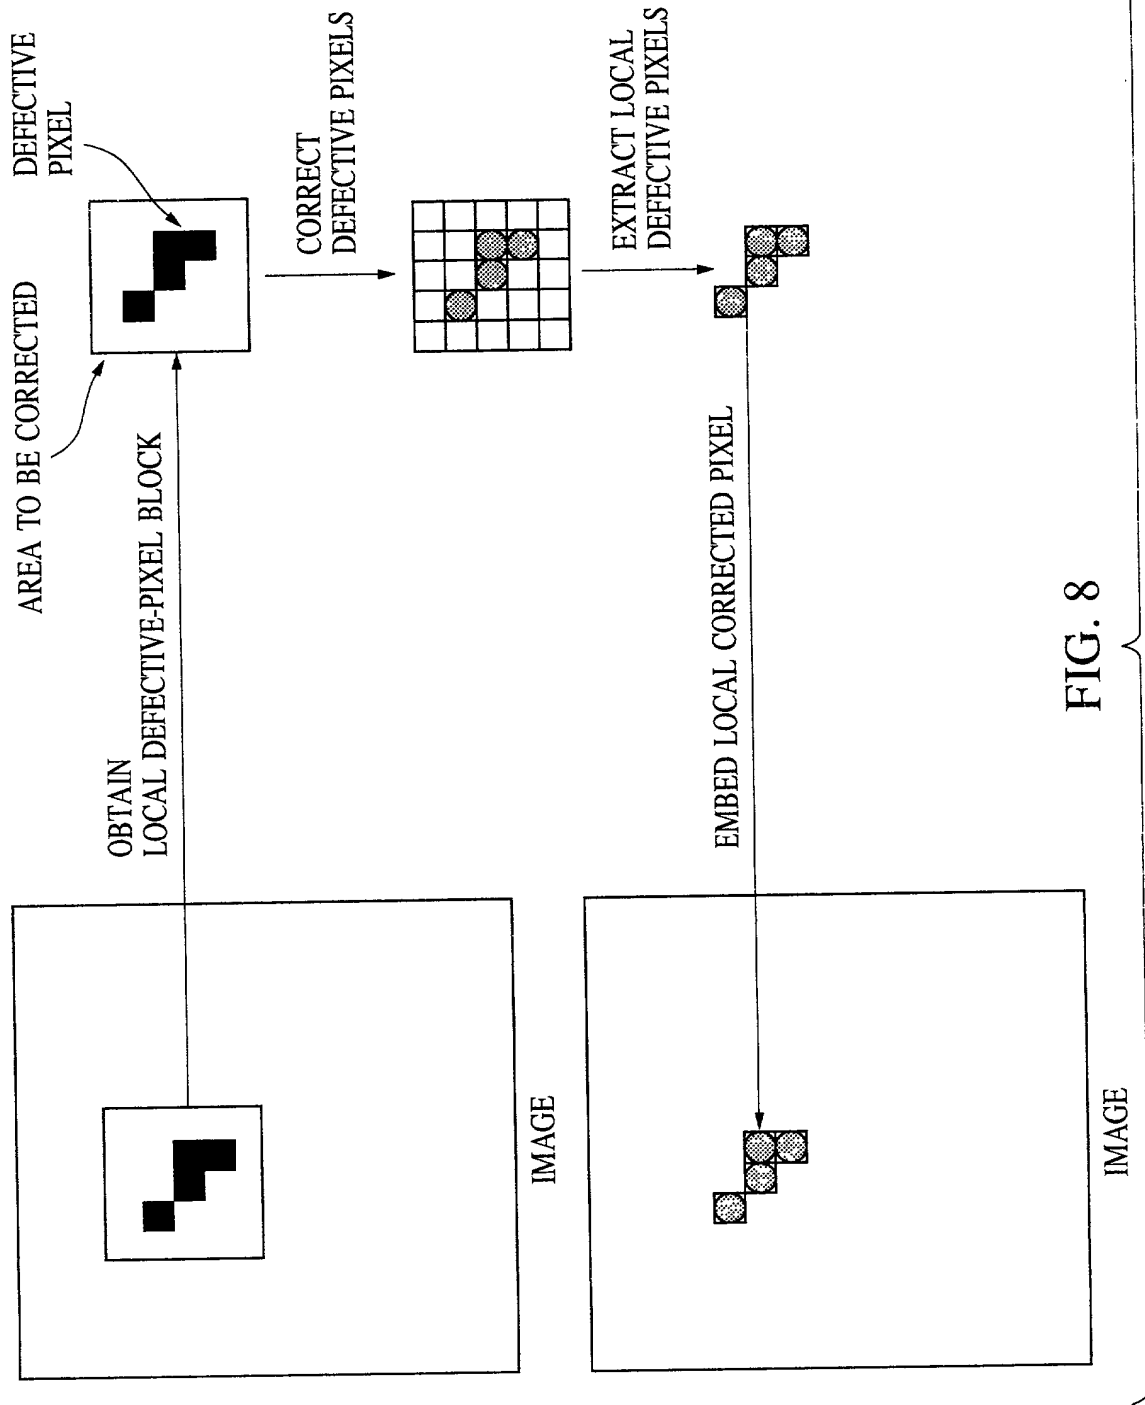 AREA TO BE CORRECTED
DEFECTIVE
PIXEL
OBTAIN
LOCAL DEFECTIVE-PIXEL BLOCK
CORRECT
DEFECTIVE PIXELS
IMAGE
EXTRACT LOCAL
DEFECTIVE PIXELS
EMBED LOCAL CORRECTED PIXEL
IMAGE
FIG. 8